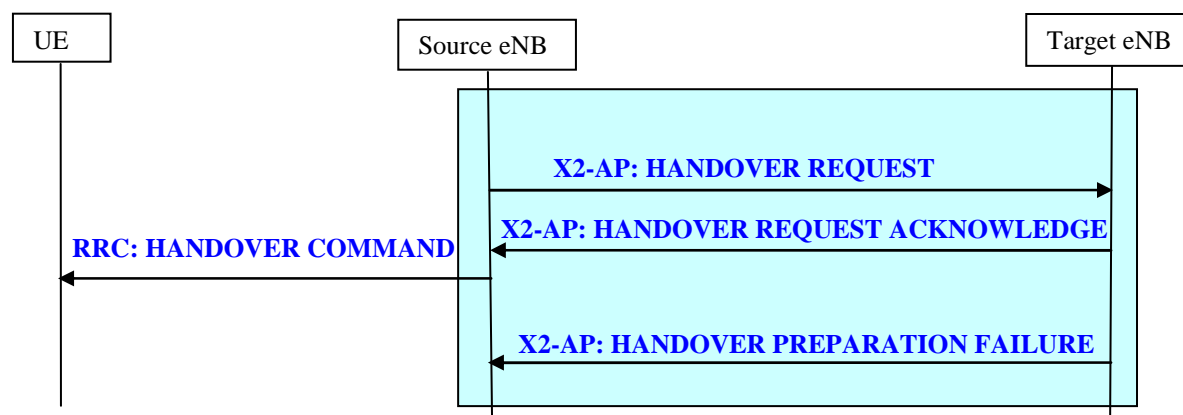 UE
Source eNB
Target eNB
X2-AP: HANDOVER REQUEST
X2-AP: HANDOVER REQUEST ACKNOWLEDGE
RRC: HANDOVER COMMAND
X2-AP: HANDOVER PREPARATION FAILURE